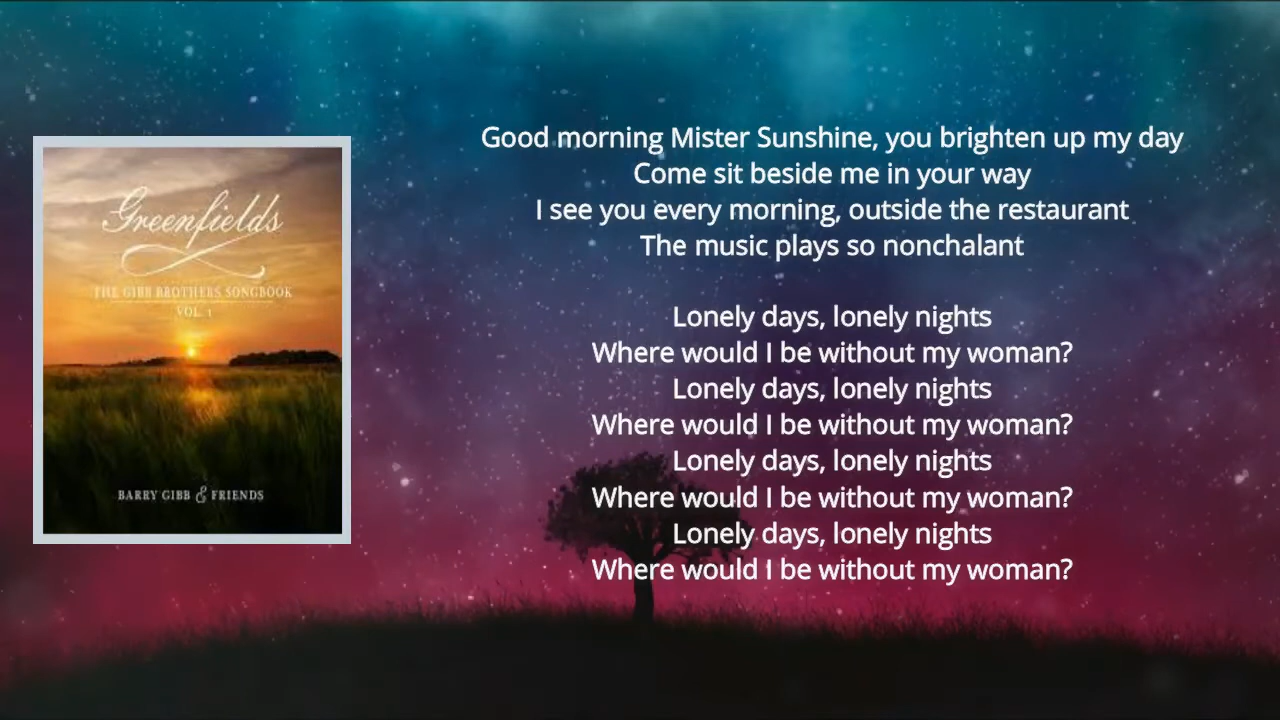 Greenfields
THE GIBB BROTHERS SONGBOOK
VOL. 1
BARRY GIBB & FRIENDS
Good morning Mister Sunshine, you brighten up my day
Come sit beside me in your way
I see you every morning, outside the restaurant
The music plays so nonchalant
Lonely days, lonely nights
Where would I be without my woman?
Lonely days, lonely nights
Where would I be without my woman?
Lonely days, lonely nights
Where would I be without my woman?
Lonely days, lonely nights
Where would I be without my woman?